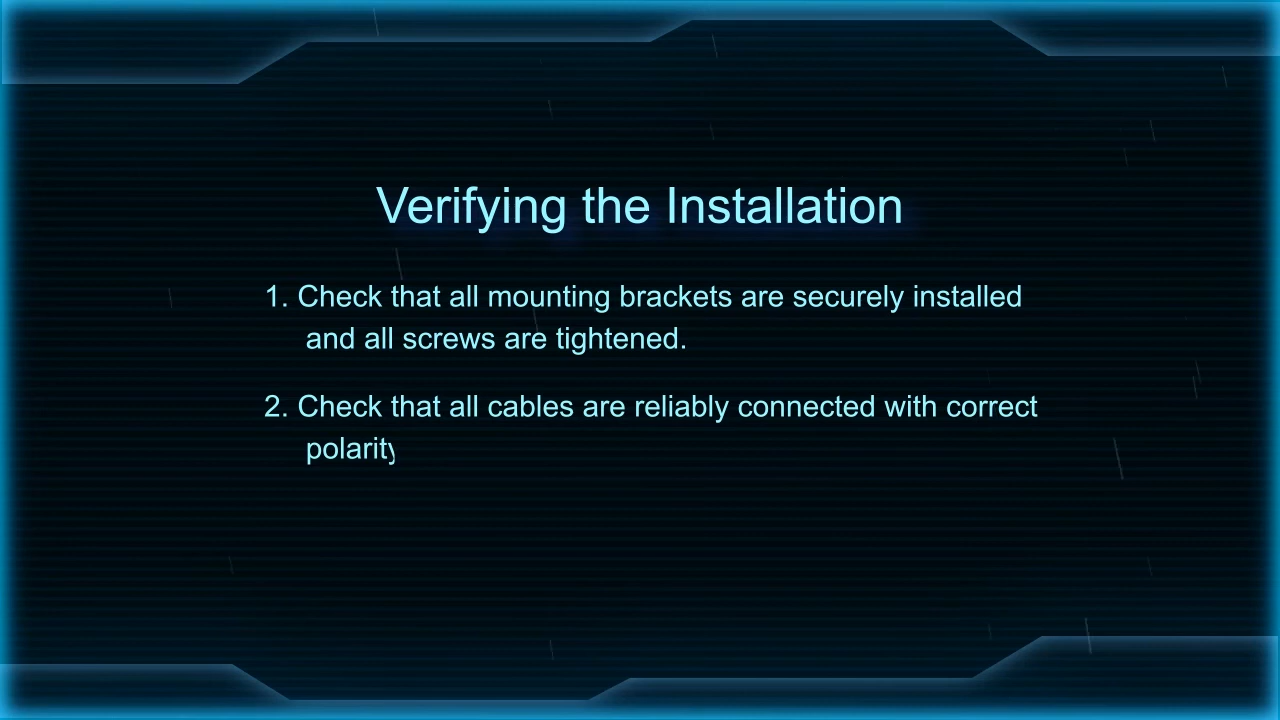 Verifying the Installation
1. Check that all mounting brackets are securely installed
and all screws are tightened.
2. Check that all cables are reliably connected with correct
polarity